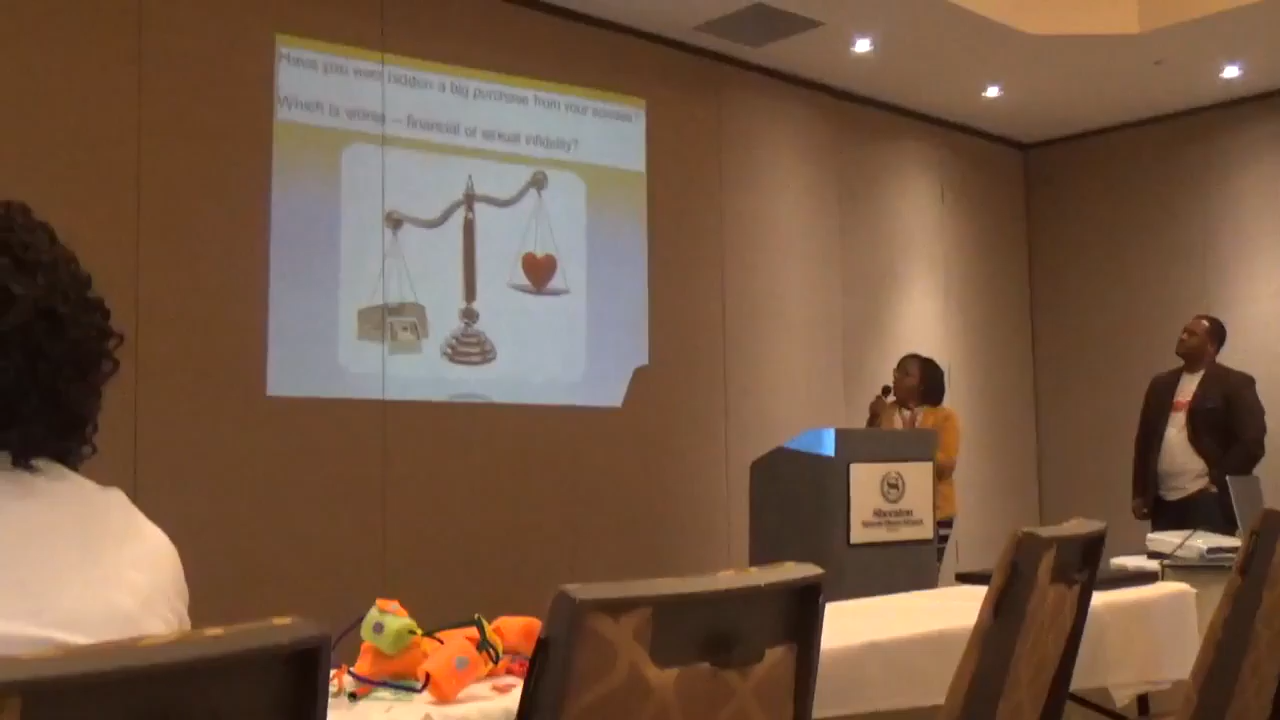 Have you ever hidden a big purchase from your spouse?
Which is worse – financial or sexual infidelity?
S
Sheraton